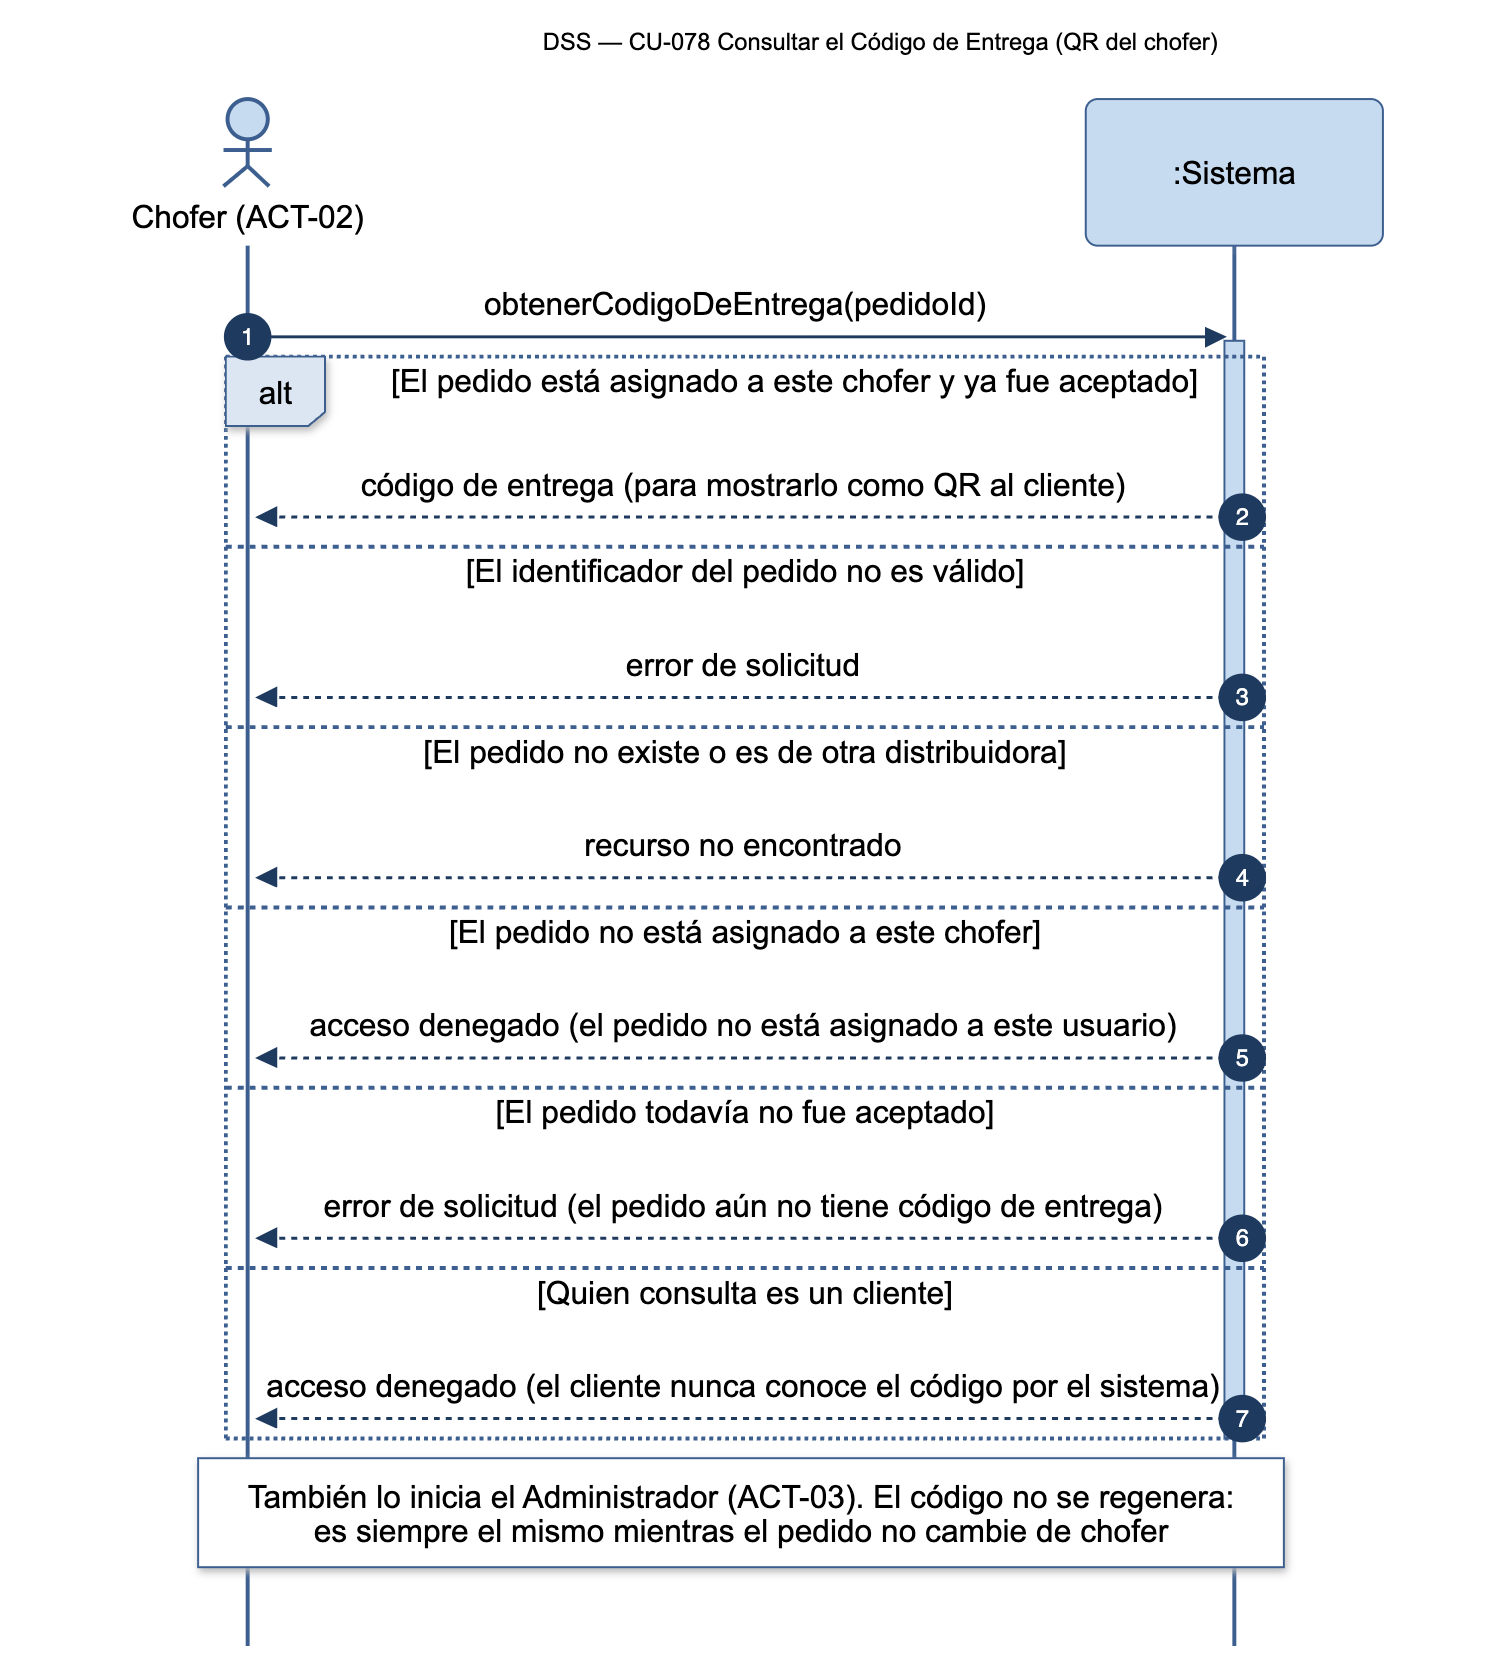 DSS — CU-078 Consultar el Código de Entrega (QR del chofer)
Chofer (ACT-02)
:Sistema
obtenerCodigoDeEntrega(pedidoId)
1
alt
[El pedido está asignado a este chofer y ya fue aceptado]
código de entrega (para mostrarlo como QR al cliente)
2
[El identificador del pedido no es válido]
error de solicitud
3
[El pedido no existe o es de otra distribuidora]
recurso no encontrado
4
[El pedido no está asignado a este chofer]
acceso denegado (el pedido no está asignado a este usuario)
5
[El pedido todavía no fue aceptado]
error de solicitud (el pedido aún no tiene código de entrega)
6
[Quien consulta es un cliente]
acceso denegado (el cliente nunca conoce el código por el sistema)
7
También lo inicia el Administrador (ACT-03). El código no se regenera:
es siempre el mismo mientras el pedido no cambie de chofer